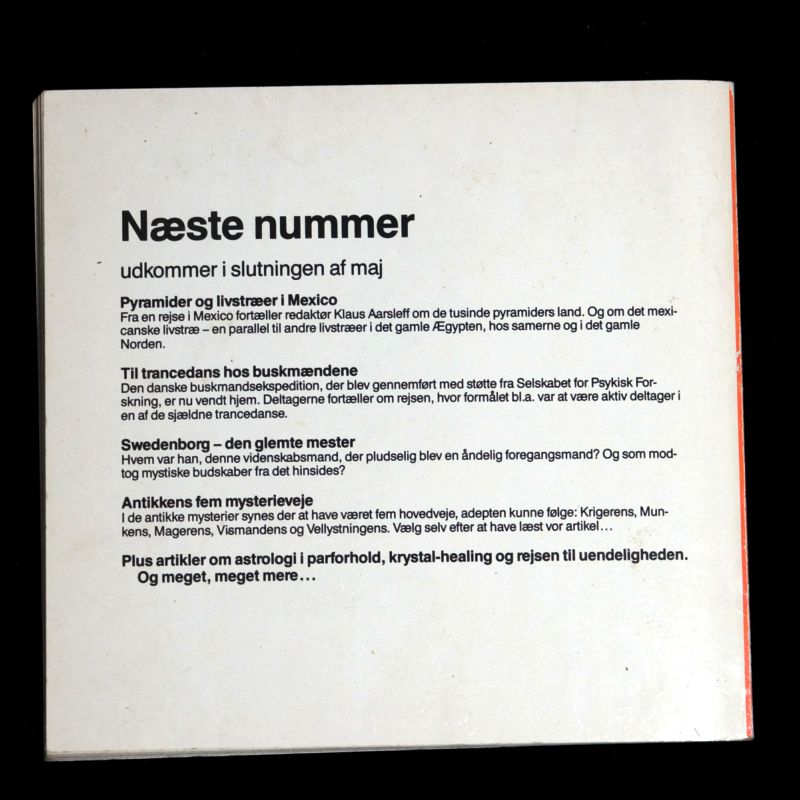 Næste nummer
udkommer i slutningen af maj
Pyramider og livstræer i Mexico
Fra en rejse i Mexico fortæller redaktør Klaus Aarsleff om de tusinde pyramiders land. Og om det mexi-
canske livstræ – en parallel til andre livstræer i det gamle Ægypten, hos samerne og i det gamle
Norden.
Til trancedans hos buskmændene
Den danske buskmandsekspedition, der blev gennemført med støtte fra Selskabet for Psykisk For-
skning, er nu vendt hjem. Deltagerne fortæller om rejsen, hvor formålet bl.a. var at være aktiv deltager i
en af de sjældne trancedanse.
Swedenborg – den glemte mester
Hvem var han, denne videnskabsmand, der pludselig blev en åndelig foregangsmand? Og som mod-
tog mystiske budskaber fra det hinsides?
Antikkens fem mysterieveje
I de antikke mysterier synes der at have været fem hovedveje, adepten kunne følge: Krigerens, Mun-
kens, Magerens, Vismandens og Vellystningens. Vælg selv efter at have læst vor artikel...
Plus artikler om astrologi i parforhold, krystal-healing og rejsen til uendeligheden.
Og meget, meget mere...